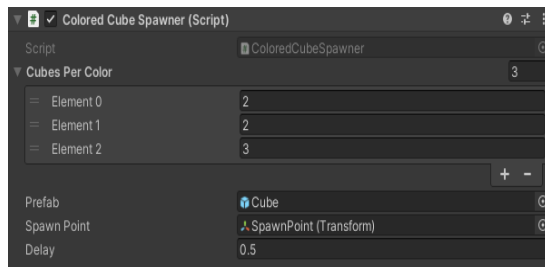 Colored Cube Spawner (Script)
Script ColoredCubeSpawner
Cubes Per Color 3
Element 0 2
Element 1 2
Element 2 3
+ -
Prefab Cube
Spawn Point SpawnPoint (Transform)
Delay 0.5